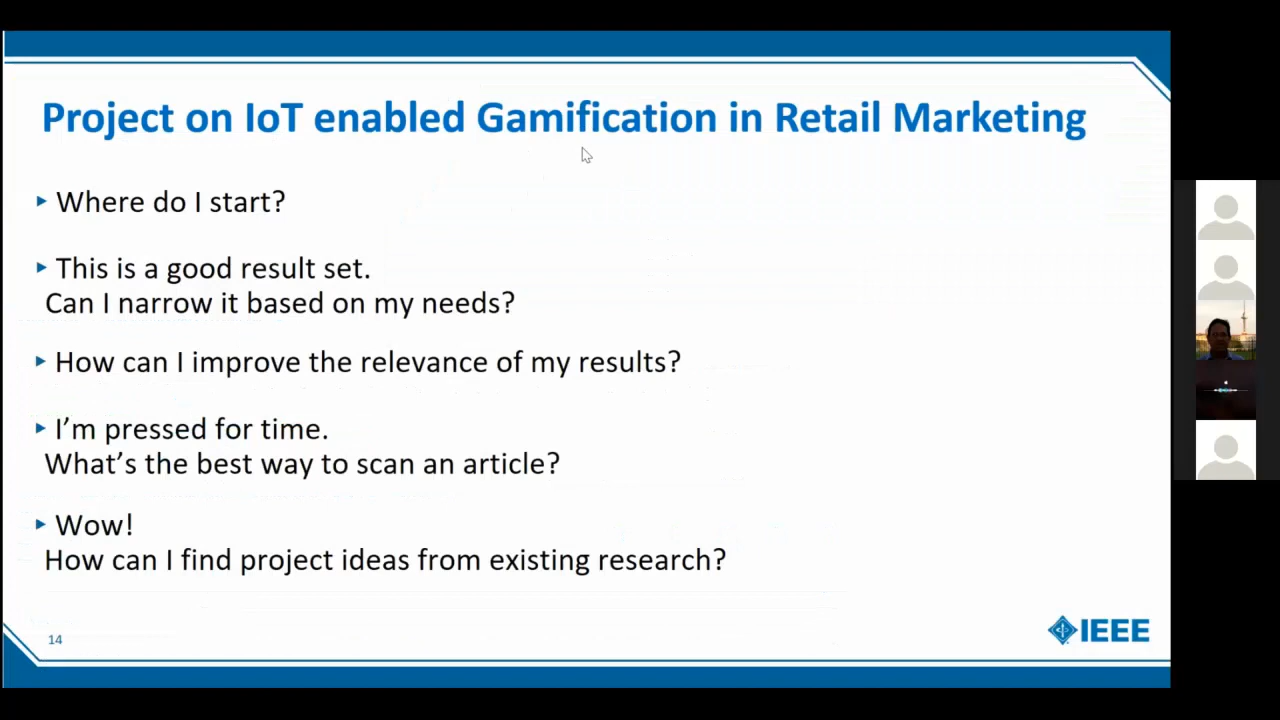 Project on IoT enabled Gamification in Retail Marketing
Where do I start?
This is a good result set.
Can I narrow it based on my needs?
How can I improve the relevance of my results?
I'm pressed for time.
What's the best way to scan an article?
Wow!
How can I find project ideas from existing research?
14
IEEE